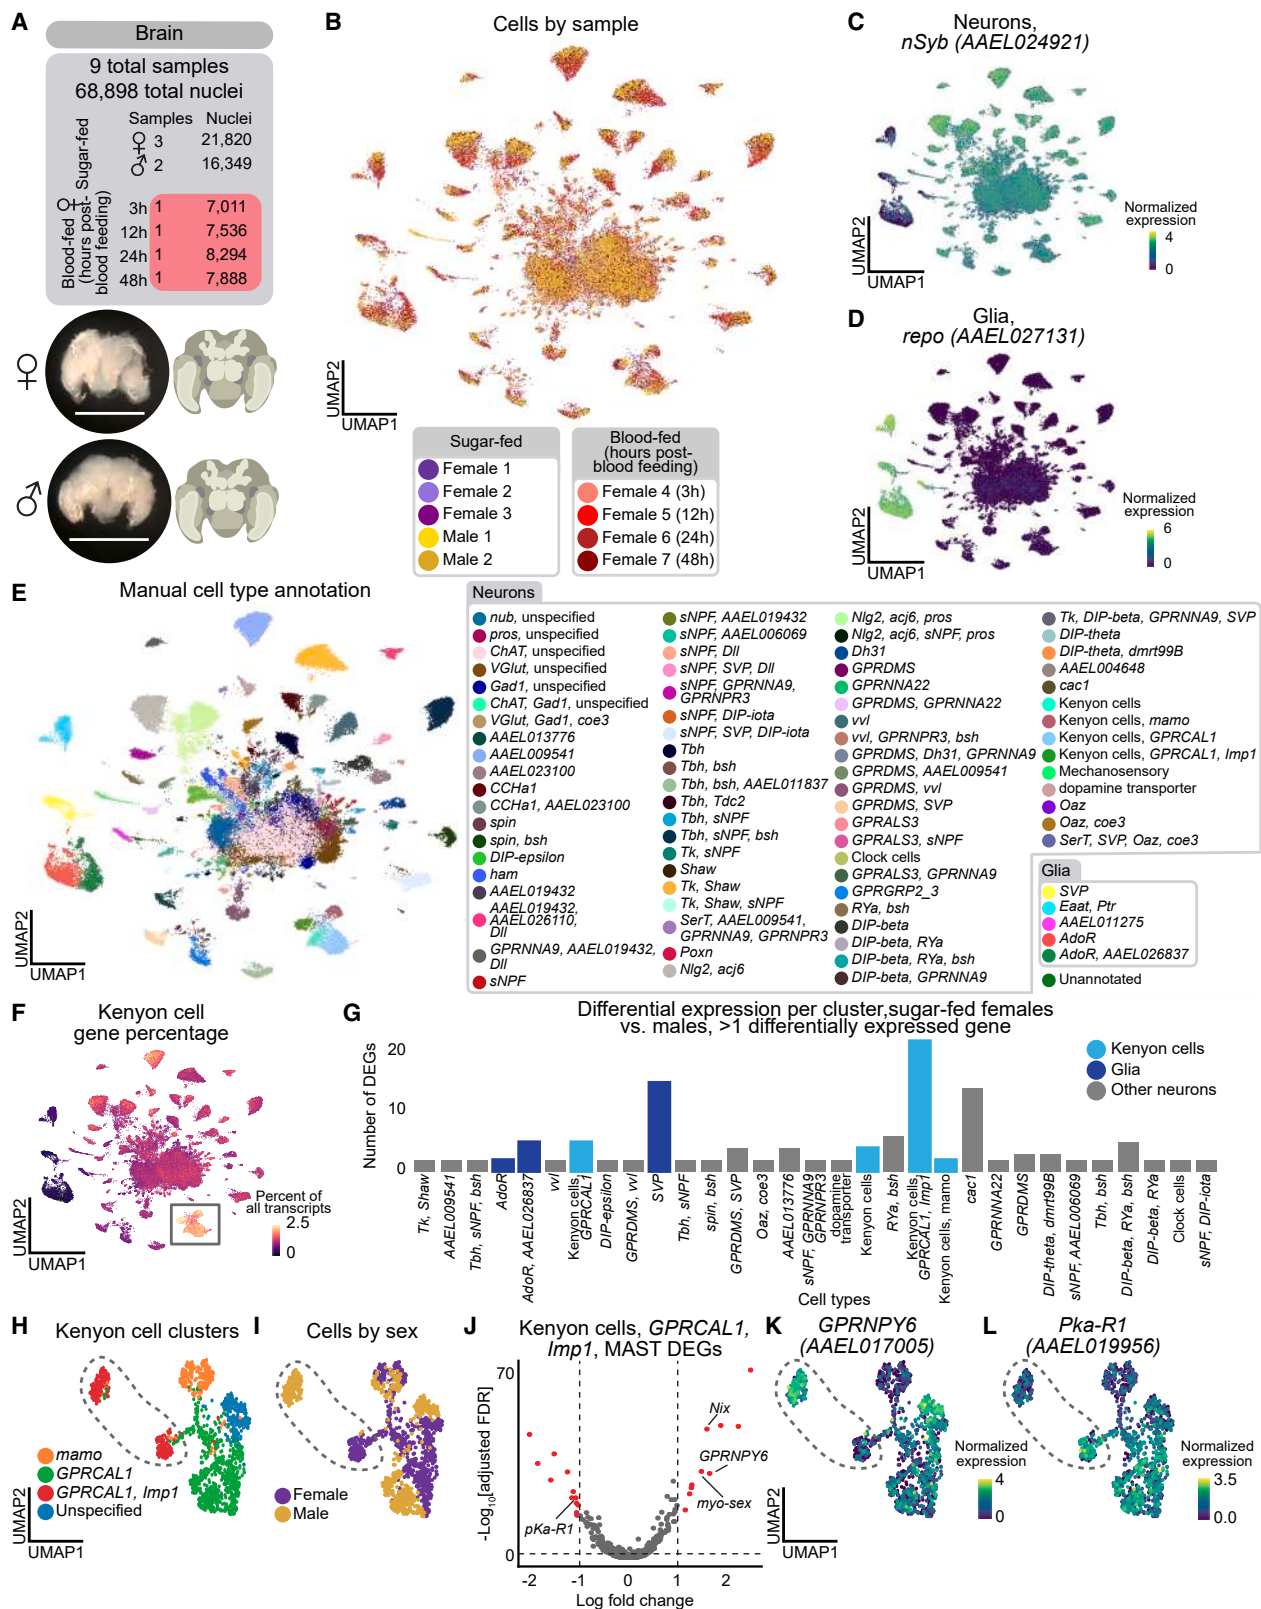 A
Brain
9 total samples
68,898 total nuclei
Samples Nuclei
Sugar-fed
♀ 3 21,820
♂ 2 16,349
Blood-fed ♀
(hours post-
blood feeding)
3h 1 7,011
12h 1 7,536
24h 1 8,294
48h 1 7,888
♀
♂
B
Cells by sample
UMAP2
UMAP1
Sugar-fed
Female 1
Female 2
Female 3
Male 1
Male 2
Blood-fed
(hours post-
blood feeding)
Female 4 (3h)
Female 5 (12h)
Female 6 (24h)
Female 7 (48h)
C
Neurons,
nSyb (AAEL024921)
Normalized
expression
4
0
UMAP2
UMAP1
D
Glia,
repo (AAEL027131)
Normalized
expression
6
0
UMAP2
UMAP1
E
Manual cell type annotation
UMAP2
UMAP1
Neurons
nub, unspecified
pros, unspecified
ChAT, unspecified
VGlut, unspecified
Gad1, unspecified
ChAT, Gad1, unspecified
VGlut, Gad1, coe3
AAEL013776
AAEL009541
AAEL023100
CCHa1
CCHa1, AAEL023100
spin
spin, bsh
DIP-epsilon
ham
AAEL019432
AAEL019432,
AAEL026110,
Dll
GPRNNA9, AAEL019432,
Dll
sNPF
sNPF, AAEL019432
sNPF, AAEL006069
sNPF, Dll
sNPF, SVP, Dll
sNPF, GPRNNA9,
GPRNPR3
sNPF, DIP-iota
sNPF, SVP, DIP-iota
Tbh
Tbh, bsh
Tbh, bsh, AAEL011837
Tbh, Tdc2
Tbh, sNPF
Tbh, sNPF, bsh
Tk, sNPF
Shaw
Tk, Shaw
Tk, Shaw, sNPF
SerT, AAEL009541,
GPRNNA9, GPRNPR3
Poxn
Nlg2, acj6
Nlg2, acj6, pros
Nlg2, acj6, sNPF, pros
Dh31
GPRDMS
GPRNNA22
GPRDMS, GPRNNA22
vvl
vvl, GPRNPR3, bsh
GPRDMS, Dh31, GPRNNA9
GPRDMS, AAEL009541
GPRDMS, vvl
GPRDMS, SVP
GPRALS3
GPRALS3, sNPF
Clock cells
GPRALS3, GPRNNA9
GPRGRP2_3
RYa, bsh
DIP-beta
DIP-beta, RYa
DIP-beta, RYa, bsh
DIP-beta, GPRNNA9
Tk, DIP-beta, GPRNNA9, SVP
DIP-theta
DIP-theta, dmrt99B
AAEL004648
cac1
Kenyon cells
Kenyon cells, mamo
Kenyon cells, GPRCAL1
Kenyon cells, GPRCAL1, Imp1
Mechanosensory
dopamine transporter
Oaz
Oaz, coe3
SerT, SVP, Oaz, coe3
Glia
SVP
Eaat, Ptr
AAEL011275
AdoR
AdoR, AAEL026837
Unannotated
F
Kenyon cell
gene percentage
Percent of
all transcripts
2.5
0
UMAP2
UMAP1
G
Differential expression per cluster,sugar-fed females
vs. males, >1 differentially expressed gene
Number of DEGs
20
10
0
Kenyon cells
Glia
Other neurons
Tk, Shaw
AAEL009541
Tbh, sNPF, bsh
AdoR
AdoR, AAEL026837
vvl
Kenyon cells,
GPRCAL1
DIP-epsilon
GPRDMS, vvl
SVP
Tbh, sNPF
spin, bsh
GPRDMS, SVP
Oaz, coe3
AAEL013776
sNPF, GPRNNA9
GPRNPR3
dopamine
transporter
Kenyon cells
RYa, bsh
Kenyon cells,
GPRCAL1, Imp1
Kenyon cells, mamo
cac1
GPRNNA22
GPRDMS
DIP-theta, dmrt99B
sNPF, AAEL006069
Tbh, bsh
DIP-beta, RYa, bsh
DIP-beta, RYa
Clock cells
sNPF, DIP-iota
Cell types
H
Kenyon cell clusters
mamo
GPRCAL1
GPRCAL1, Imp1
Unspecified
UMAP2
UMAP1
I
Cells by sex
Female
Male
J
Kenyon cells, GPRCAL1,
Imp1, MAST DEGs
-Log10[adjusted FDR]
70
0
Nix
GPRNPY6
myo-sex
pKa-R1
-2 -1 0 1 2
Log fold change
K
GPRNPY6
(AAEL017005)
Normalized
expression
4
0
UMAP2
UMAP1
L
Pka-R1
(AAEL019956)
Normalized
expression
3.5
0.0
UMAP2
UMAP1